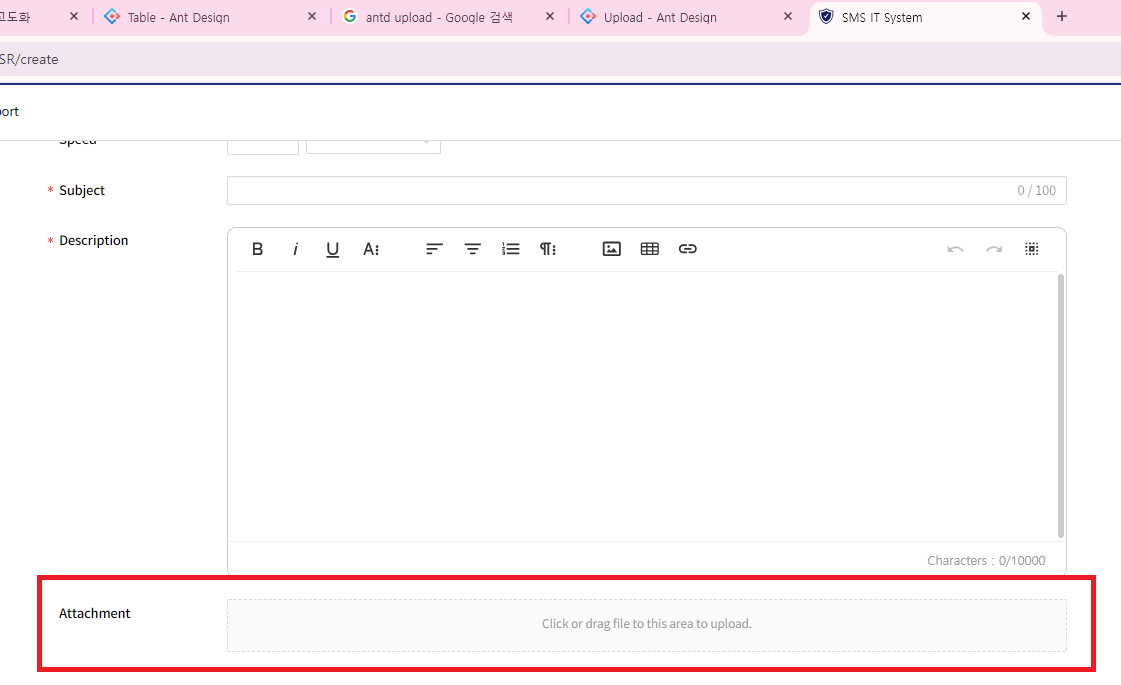 고도화
Table - Ant Design
antd upload - Google 검색
Upload - Ant Design
SMS IT System
SR/create
port
Speed
* Subject
0 / 100
* Description
B i U A
Characters : 0/10000
Attachment
Click or drag file to this area to upload.